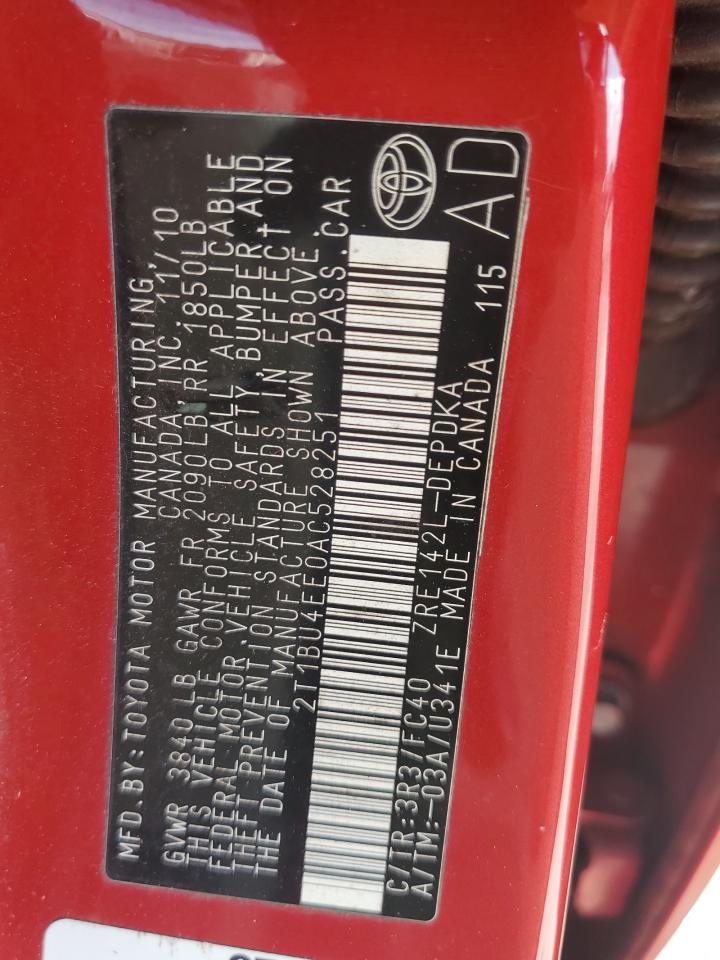 MFD.BY:TOYOTA MOTOR MANUFACTURING,
CANADA INC. 11/10
GVWR 3840 LB GAWR FR 2090LB RR 1850LB
THIS VEHICLE CONFORMS TO ALL APPLICABLE
FEDERAL MOTOR VEHICLE SAFETY,BUMPER,AND
THEFT PREVENTION STANDARDS IN EFFECT ON
THE DATE OF MANUFACTURE SHOWN ABOVE.
2T1BU4EE0AC528251 PASS.CAR
C/TR:3R3/FC40 ZRE142L-DEPDKA
A/TM:-03A/U341E MADE IN CANADA 115
AD